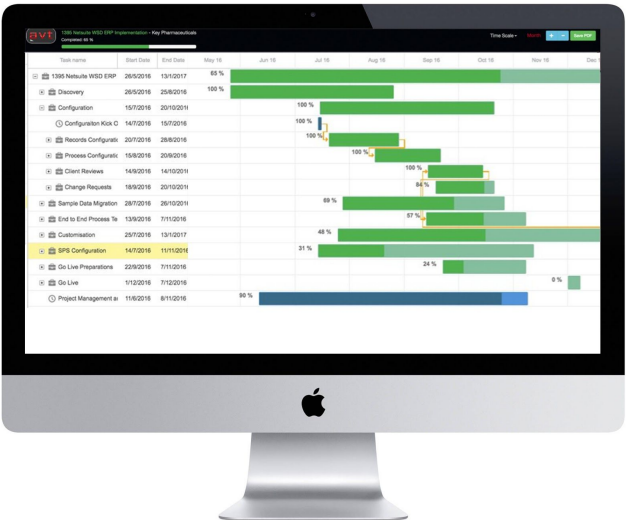 AVT
1395 Netsuite WSD ERP Implementation - Key Pharmaceuticals
Completed: 65 %
Time Scale
Month
+
-
Save PDF
Task name Start Date End Date May 16 Jun 16 Jul 16 Aug 16 Sep 16 Oct 16 Nov 16 Dec 1
1395 Netsuite WSD ERP 26/5/2016 13/1/2017 65 %
Discovery 26/5/2016 25/8/2016 100 %
Configuration 15/7/2016 20/10/2016 100 %
Configuraiton Kick C 14/7/2016 15/7/2016 100 %
Records Configuratic 20/7/2016 28/8/2016 100 %
Process Configuratic 15/8/2016 20/9/2016 100 %
Client Reviews 14/9/2016 14/10/2016 100 %
Change Requests 18/9/2016 20/10/2016 84 %
Sample Data Migration 28/7/2016 26/10/2016 69 %
End to End Process Te 13/9/2016 7/11/2016 57 %
Customisation 25/7/2016 13/1/2017 48 %
SPS Configuration 14/7/2016 11/11/2016 31 %
Go Live Preparations 22/9/2016 7/11/2016 24 %
Go Live 1/12/2016 7/12/2016 0 %
Project Management a 11/6/2016 8/11/2016 90 %